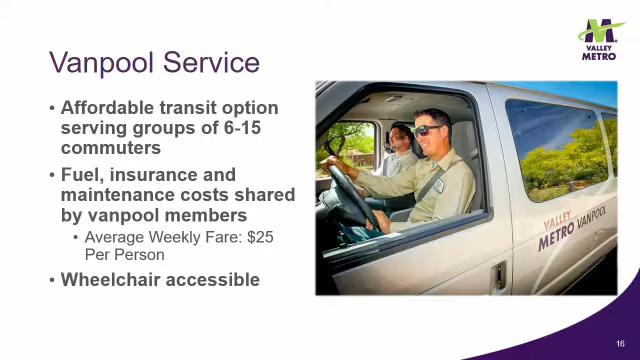 VALLEY
METRO
Vanpool Service
• Affordable transit option
serving groups of 6-15
commuters
• Fuel, insurance and
maintenance costs shared
by vanpool members
• Average Weekly Fare: $25
Per Person
• Wheelchair accessible
VALLEY
METRO VANPOOL
16